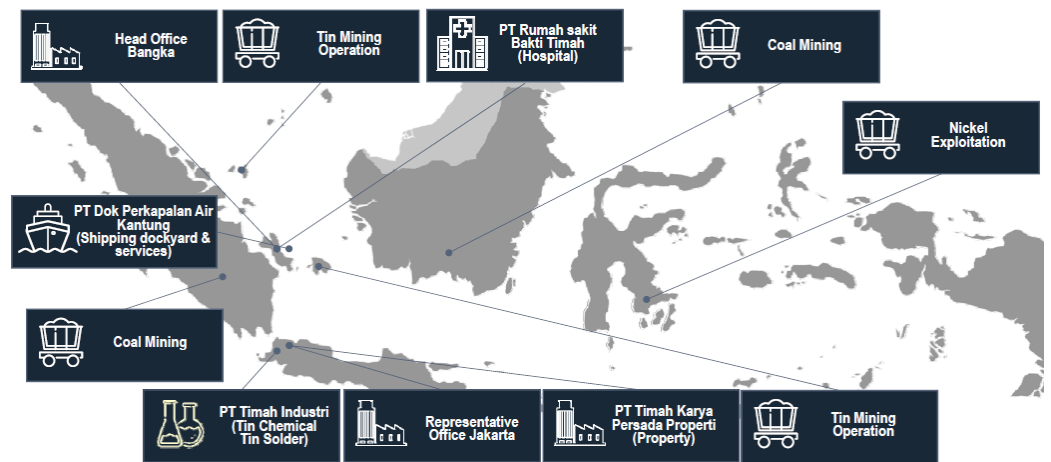 Head Office
Bangka
Tin Mining
Operation
PT Rumah sakit
Bakti Timah
(Hospital)
Coal Mining
Nickel
Exploitation
PT Dok Perkapalan Air
Kantung
(Shipping dockyard &
services)
Coal Mining
PT Timah Industri
(Tin Chemical
Tin Solder)
Representative
Office Jakarta
PT Timah Karya
Persada Properti
(Property)
Tin Mining
Operation